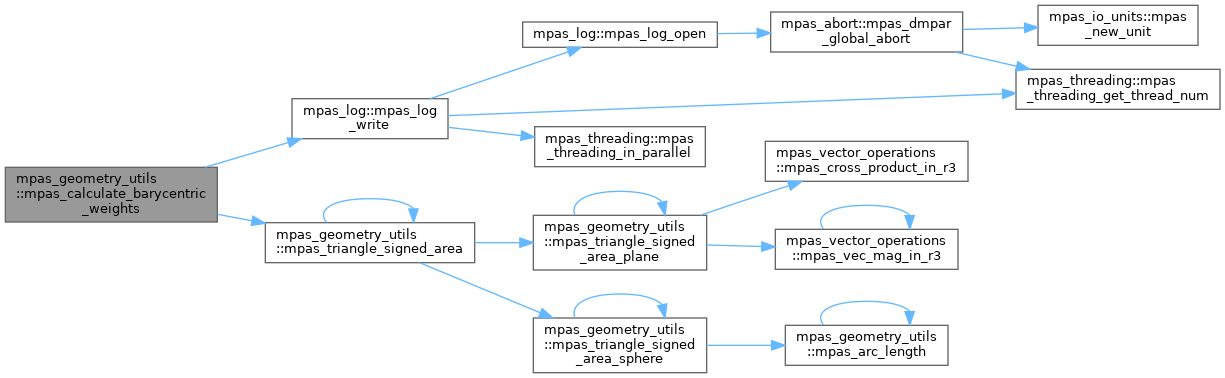 mpas_geometry_utils
::mpas_calculate_barycentric
_weights
mpas_log::mpas_log
_write
mpas_log::mpas_log_open
mpas_abort::mpas_dmpar
_global_abort
mpas_io_units::mpas
_new_unit
mpas_threading::mpas
_threading_get_thread_num
mpas_threading::mpas
_threading_in_parallel
mpas_geometry_utils
::mpas_triangle_signed_area
mpas_geometry_utils
::mpas_triangle_signed
_area_plane
mpas_vector_operations
::mpas_cross_product_in_r3
mpas_vector_operations
::mpas_vec_mag_in_r3
mpas_geometry_utils
::mpas_triangle_signed
_area_sphere
mpas_geometry_utils
::mpas_arc_length